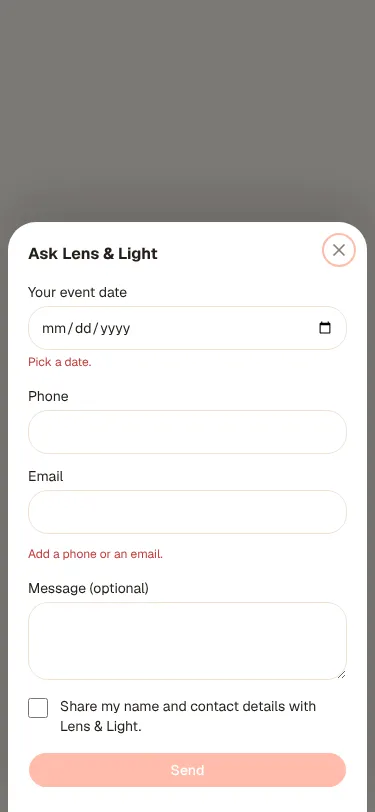 Ask Lens & Light
Your event date
mm/dd/yyyy
Pick a date.
Phone
Email
Add a phone or an email.
Message (optional)
Share my name and contact details with
Lens & Light.
Send